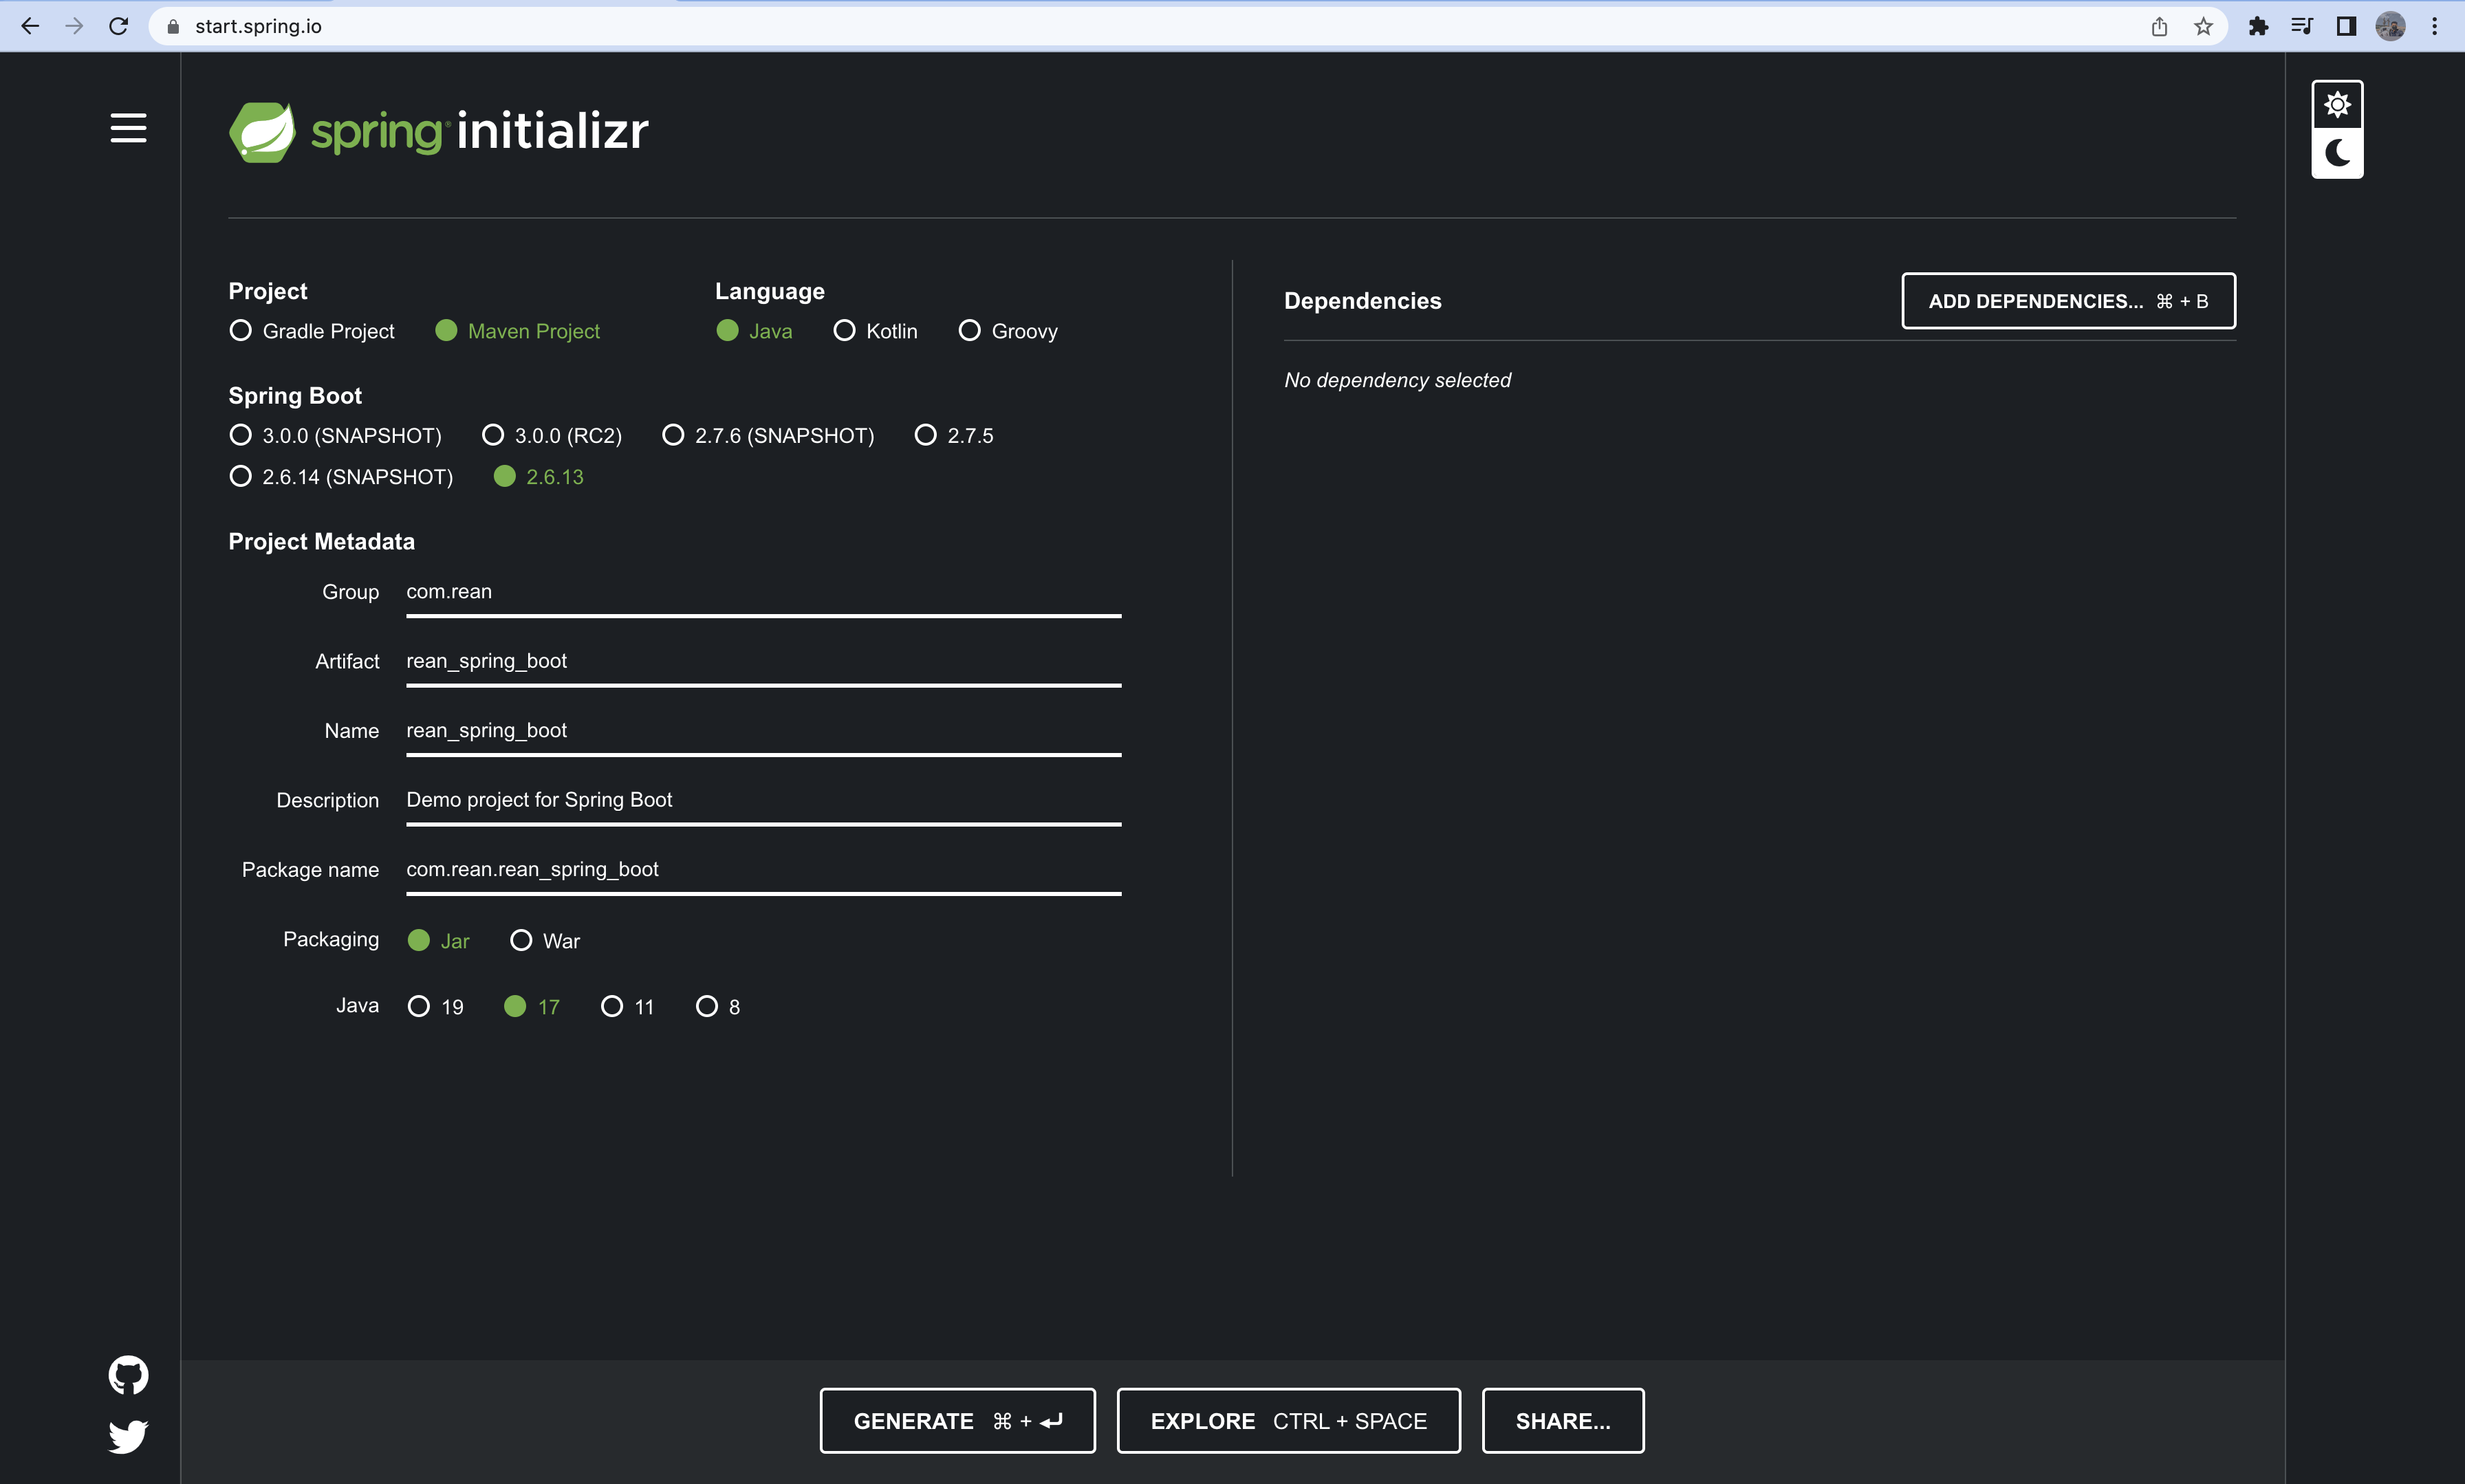 start.spring.io
spring initializr
Project
Gradle Project Maven Project
Language
Java Kotlin Groovy
Spring Boot
3.0.0 (SNAPSHOT) 3.0.0 (RC2) 2.7.6 (SNAPSHOT) 2.7.5
2.6.14 (SNAPSHOT) 2.6.13
Project Metadata
Group com.rean
Artifact rean_spring_boot
Name rean_spring_boot
Description Demo project for Spring Boot
Package name com.rean.rean_spring_boot
Packaging Jar War
Java 19 17 11 8
Dependencies
ADD DEPENDENCIES... ⌘ + B
No dependency selected
GENERATE ⌘ + ⏎
EXPLORE CTRL + SPACE
SHARE...